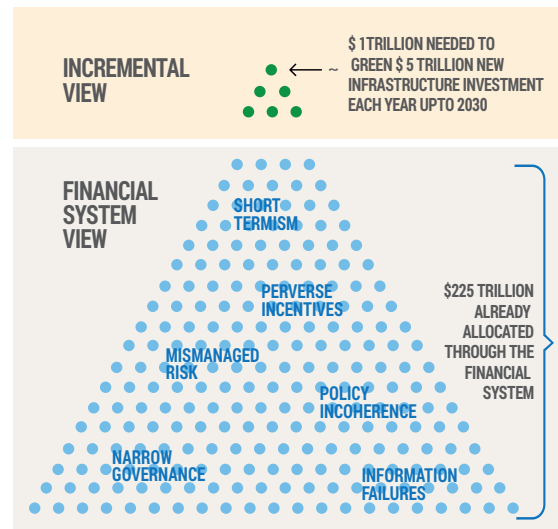 INCREMENTAL
VIEW
~
$ 1TRILLION NEEDED TO
GREEN $ 5 TRILLION NEW
INFRASTRUCTURE INVESTMENT
EACH YEAR UPTO 2030
FINANCIAL
SYSTEM
VIEW
SHORT
TERMISM
PERVERSE
INCENTIVES
MISMANAGED
RISK
POLICY
INCOHERENCE
NARROW
GOVERNANCE
INFORMATION
FAILURES
$225 TRILLION
ALREADY
ALLOCATED
THROUGH THE
FINANCIAL
SYSTEM